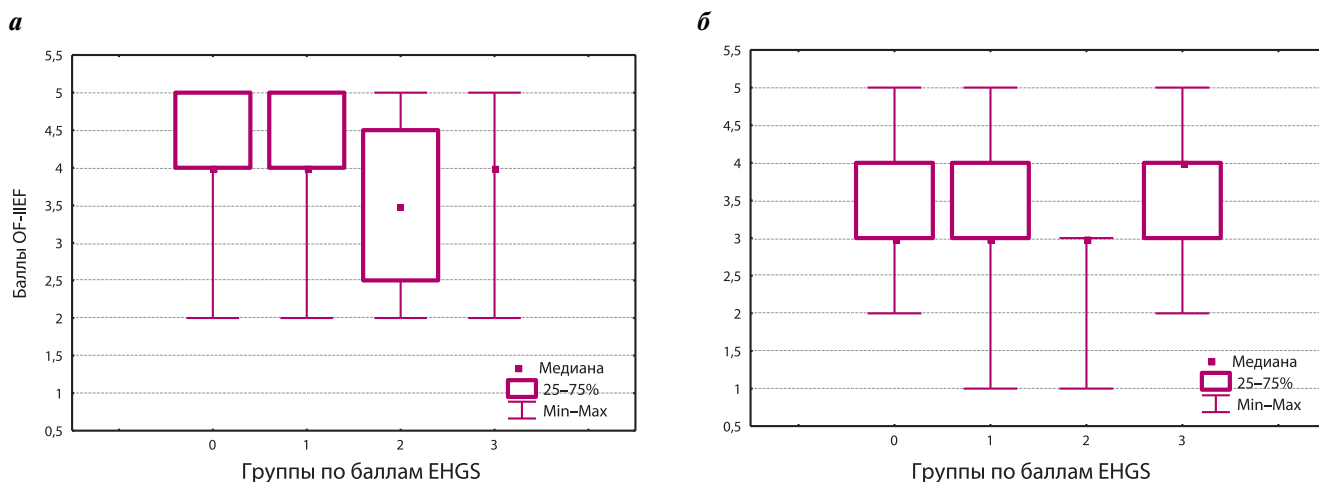 а
5,5
5
4,5
4
3,5
3
2,5
2
1,5
1
0,5
Баллы OF-IIEF
Медиана
25–75%
Min–Max
0 1 2 3
Группы по баллам EHGS
б
5,5
5
4,5
4
3,5
3
2,5
2
1,5
1
0,5
Медиана
25–75%
Min–Max
0 1 2 3
Группы по баллам EHGS